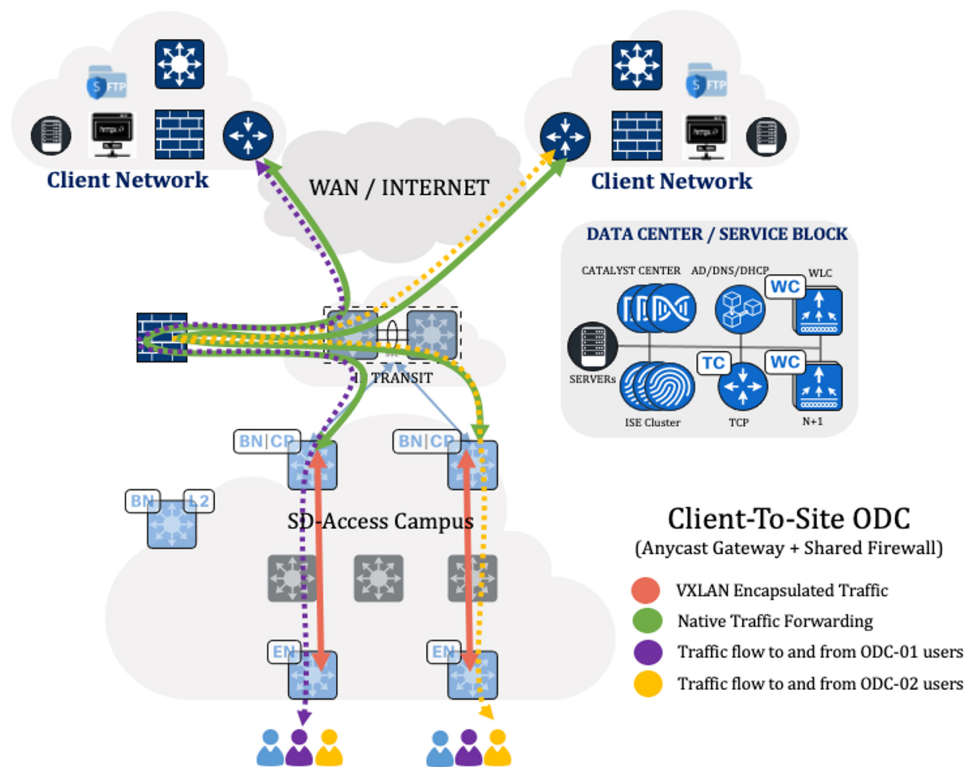 FTP
S
http://
Client Network
WAN / INTERNET
FTP
S
http://
Client Network
DATA CENTER / SERVICE BLOCK
CATALYST CENTER
AD/DNS/DHCP
WLC
WC
SERVERs
TC
WC
ISE Cluster
TCP
N+1
TRANSIT
BN|CP
BN|CP
BN
L2
SD-Access Campus
EN
EN
Client-To-Site ODC
(Anycast Gateway + Shared Firewall)
VXLAN Encapsulated Traffic
Native Traffic Forwarding
Traffic flow to and from ODC-01 users
Traffic flow to and from ODC-02 users